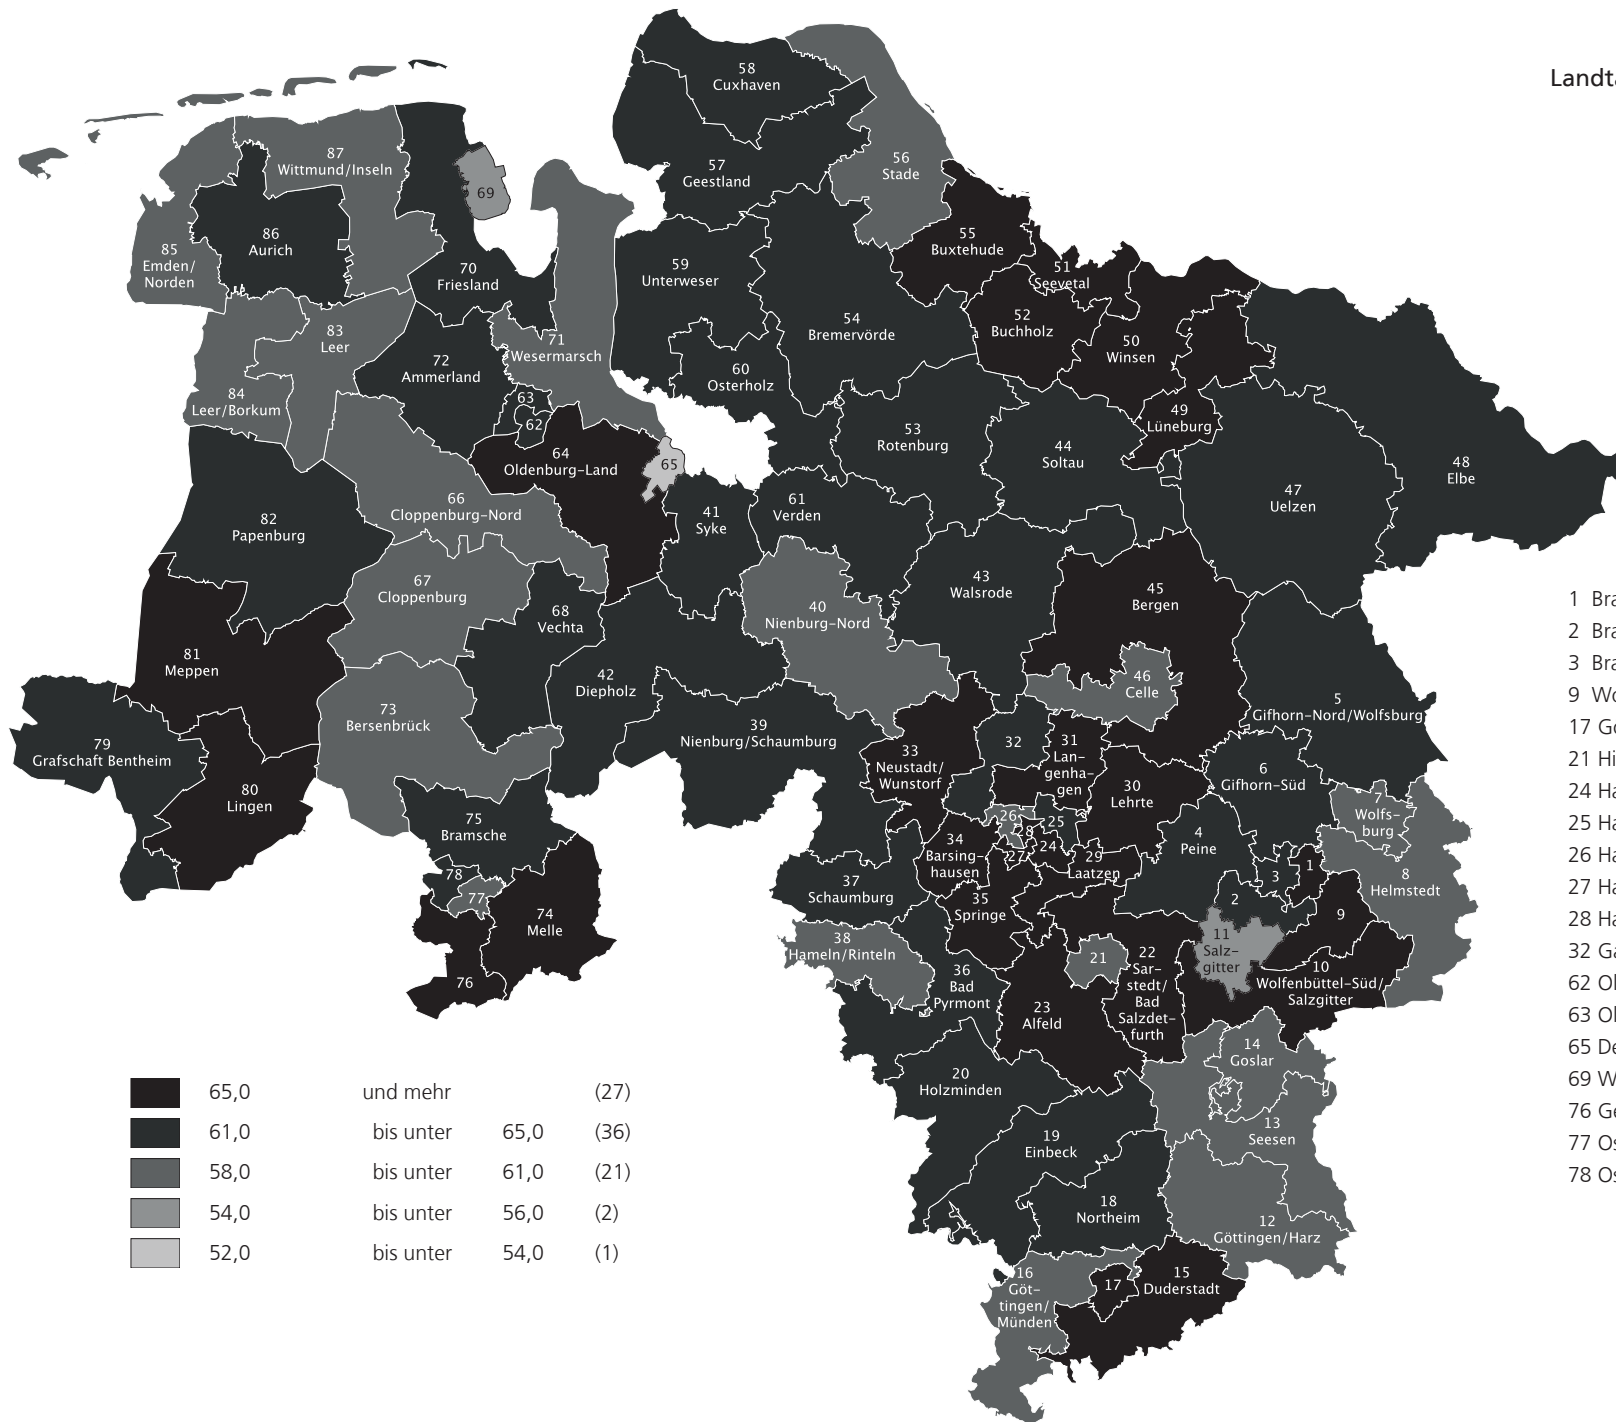 Landta
58
Cuxhaven
87
Wittmund/Inseln
57
Geestland
56
Stade
69
86
Aurich
85
Emden/
Norden
70
Friesland
59
Unterweser
55
Buxtehude
51
Seevetal
52
Buchholz
54
Bremervörde
50
Winsen
83
Leer
71
Wesermarsch
72
Ammerland
60
Osterholz
84
Leer/Borkum
63
62
49
Lüneburg
53
Rotenburg
44
Soltau
64
Oldenburg-Land
65
48
Elbe
47
Uelzen
66
Cloppenburg-Nord
61
Verden
41
Syke
82
Papenburg
67
Cloppenburg
43
Walsrode
45
Bergen
68
Vechta
40
Nienburg-Nord
81
Meppen
42
Diepholz
46
Celle
5
Gifhorn-Nord/Wolfsburg
73
Bersenbrück
39
Nienburg/Schaumburg
79
Grafschaft Bentheim
32
31
Lan-
genha-
gen
33
Neustadt/
Wunstorf
6
Gifhorn-Süd
80
Lingen
30
Lehrte
7
Wolfs-
burg
75
Bramsche
26
28
25
4
Peine
34
Barsing-
hausen
27
24
29
Laatzen
1
3
8
Helmstedt
78
77
37
Schaumburg
35
Springe
2
9
74
Melle
38
Hameln/Rinteln
11
Salz-
gitter
21
22
Sar-
stedt/
Bad
Salzdet-
furth
10
Wolfenbüttel-Süd/
Salzgitter
76
36
Bad
Pyrmont
23
Alfeld
14
Goslar
20
Holzminden
13
Seesen
19
Einbeck
18
Northeim
12
Göttingen/Harz
16
Göt-
tingen/
Münden
17
15
Duderstadt
65,0 und mehr (27)
61,0 bis unter 65,0 (36)
58,0 bis unter 61,0 (21)
54,0 bis unter 56,0 (2)
52,0 bis unter 54,0 (1)
1 Bra
2 Bra
3 Bra
9 Wo
17 Gö
21 Hi
24 Ha
25 Ha
26 Ha
27 Ha
28 Ha
32 Ga
62 Ol
63 Ol
65 De
69 W
76 Ge
77 Os
78 Os